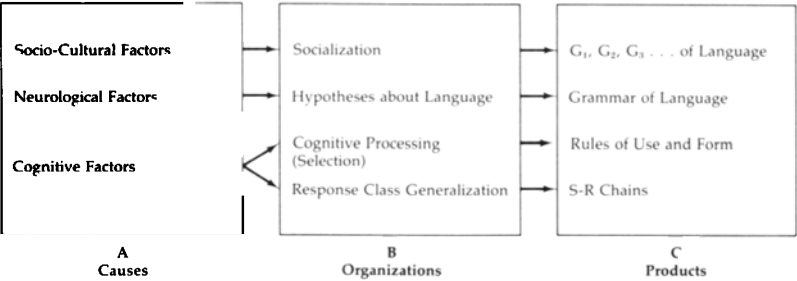 Socio-Cultural Factors
Neurological Factors
Cognitive Factors
Socialization
Hypotheses about Language
Cognitive Processing
(Selection)
Response Class Generalization
G₁, G₂, G₃ . . . of Language
Grammar of Language
Rules of Use and Form
S-R Chains
A
Causes
B
Organizations
C
Products